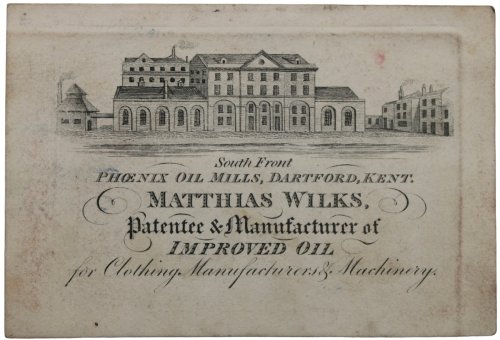 South Front
PHŒNIX OIL MILLS, DARTFORD, KENT.
MATTHIAS WILKS,
Patentee & Manufacturer of
IMPROVED OIL
for Clothing, Manufacturers & Machinery.